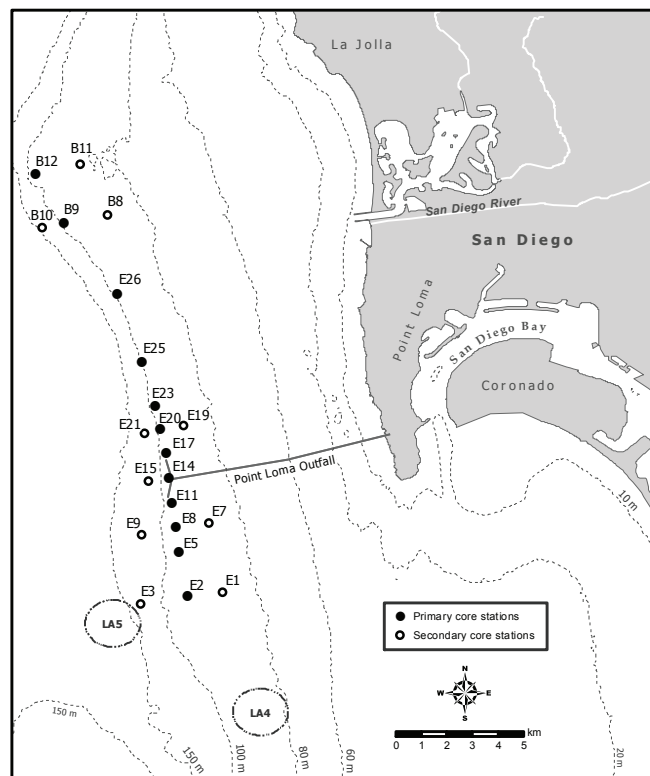 La Jolla
B11
B12
San Diego River
B8
B10
B9
San Diego
E26
Point Loma
San Diego Bay
E25
Coronado
E23
E19
E20
E21
E17
E15
E14
Point Loma Outfall
E11
10 m
E7
E9
E8
E5
E1
E2
E3
LA5
Primary core stations
Secondary core stations
N
W
E
S
LA4
150 m
150 m
100 m
80 m
60 m
20 m
km
0 1 2 3 4 5